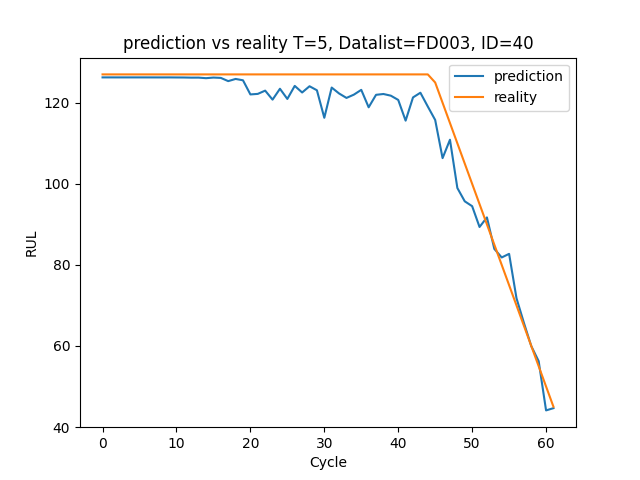 prediction vs reality T=5, Datalist=FD003, ID=40
prediction
reality
120
100
80
60
40
RUL
0 10 20 30 40 50 60
Cycle